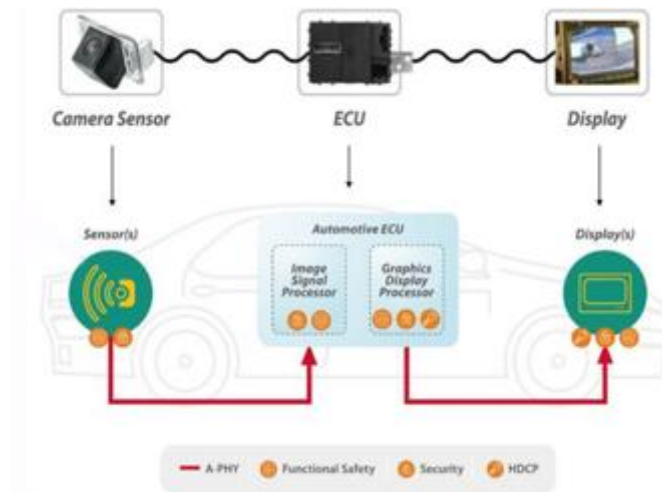 Camera Sensor
ECU
Display
Sensor(s)
Automotive ECU
Display(s)
Image
Signal
Processor
Graphics
Display
Processor
A-PHY
Functional Safety
Security
HDCP